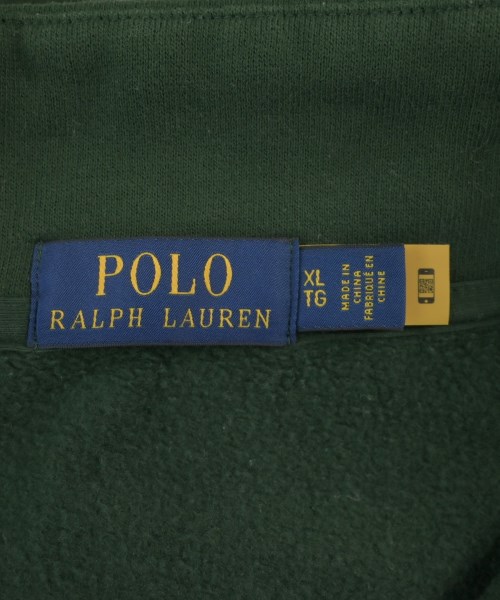 POLO
RALPH LAUREN
XL
TG
MADE IN
CHINA
FABRIQUÉ EN
CHINE